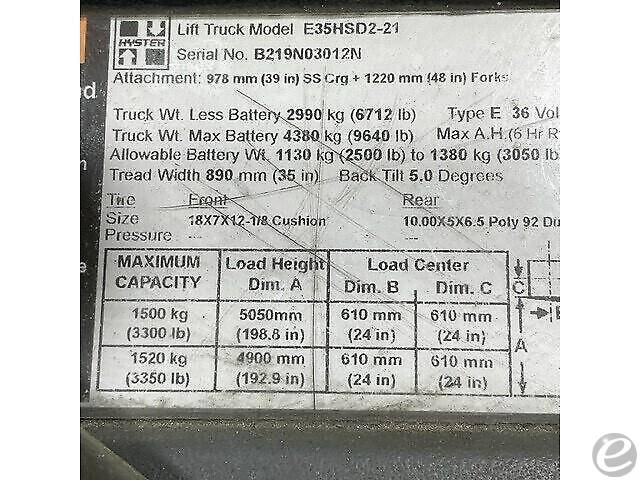 HYSTER
Lift Truck Model E35HSD2-21
Serial No. B219N03012N
Attachment: 978 mm (39 in) SS Crg + 1220 mm (48 in) Forks
Truck Wt. Less Battery 2990 kg (6712 lb) Type E 36 Vol
Truck Wt. Max Battery 4380 kg (9640 lb) Max A.H.(6 Hr R
Allowable Battery Wt. 1130 kg (2500 lb) to 1380 kg (3050 lb
Tread Width 890 mm (35 in) Back Tilt 5.0 Degrees
Tire Front Rear
Size 18X7X12-1/8 Cushion 10.00X5X6.5 Poly 92 Du
Pressure --- ---
MAXIMUM CAPACITY Load Height Dim. A Load Center Dim. B Dim. C
1500 kg 5050mm 610 mm 610 mm
(3300 lb) (198.8 in) (24 in) (24 in)
1520 kg 4900 mm 610 mm 610 mm
(3350 lb) (192.9 in) (24 in) (24 in)
C
A
e eyester